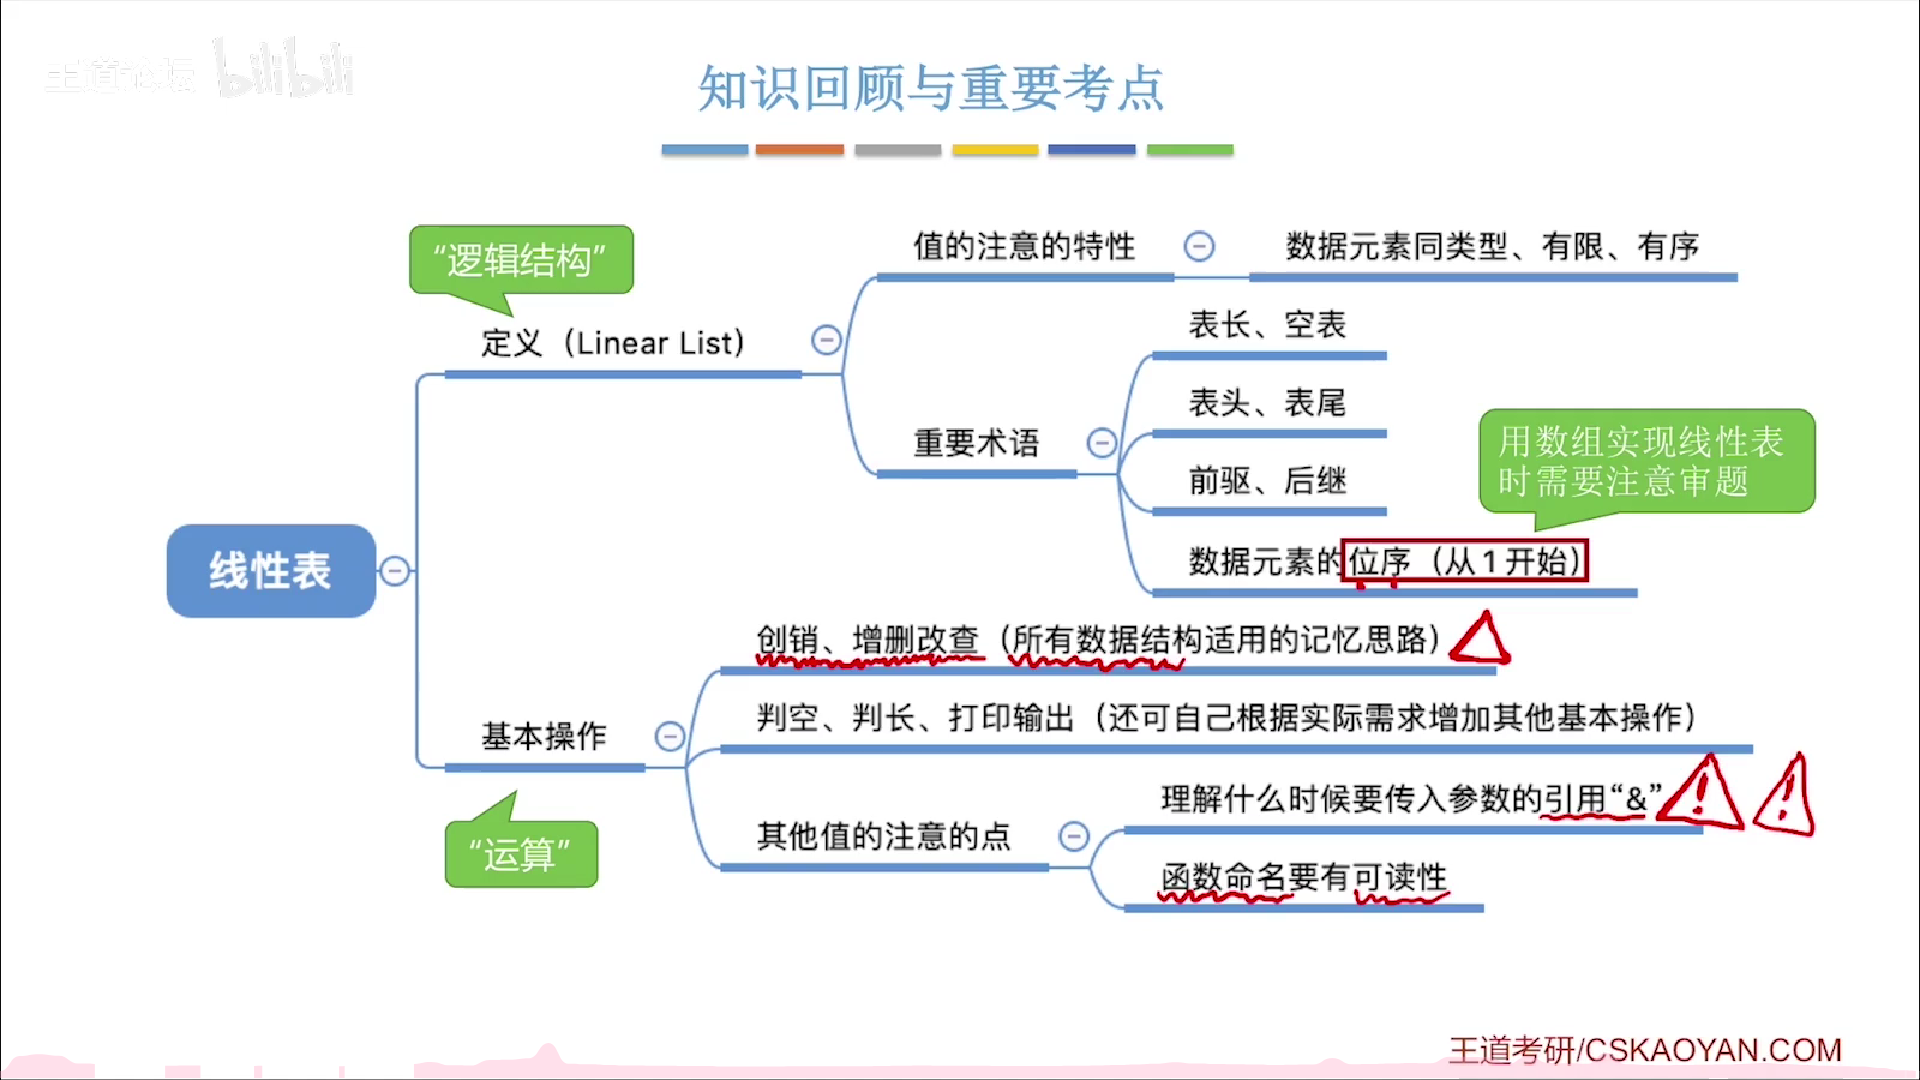 王道论坛 bilibili
知识回顾与重要考点
“逻辑结构”
定义（Linear List）
值的注意的特性
数据元素同类型、有限、有序
重要术语
表长、空表
表头、表尾
前驱、后继
数据元素的位序（从1开始）
用数组实现线性表
时需要注意审题
线性表
基本操作
“运算”
创销、增删改查（所有数据结构适用的记忆思路）
判空、判长、打印输出（还可自己根据实际需求增加其他基本操作）
其他值的注意的点
理解什么时候要传入参数的引用“&”
函数命名要有可读性
王道考研/CSKAOYAN.COM